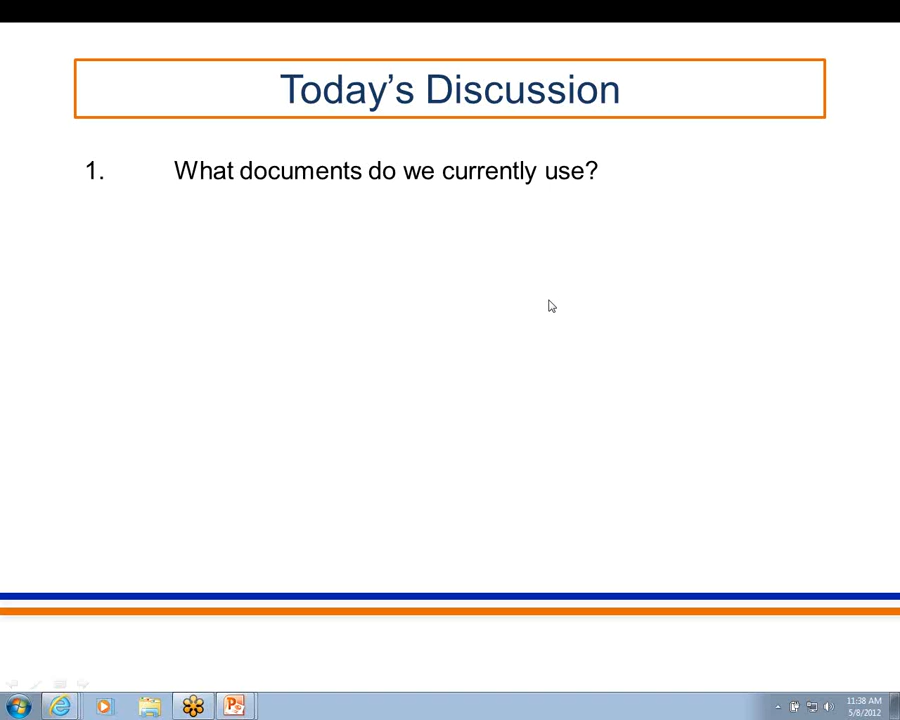 Today’s Discussion
1. What documents do we currently use?
11:38 AM
5/8/2012